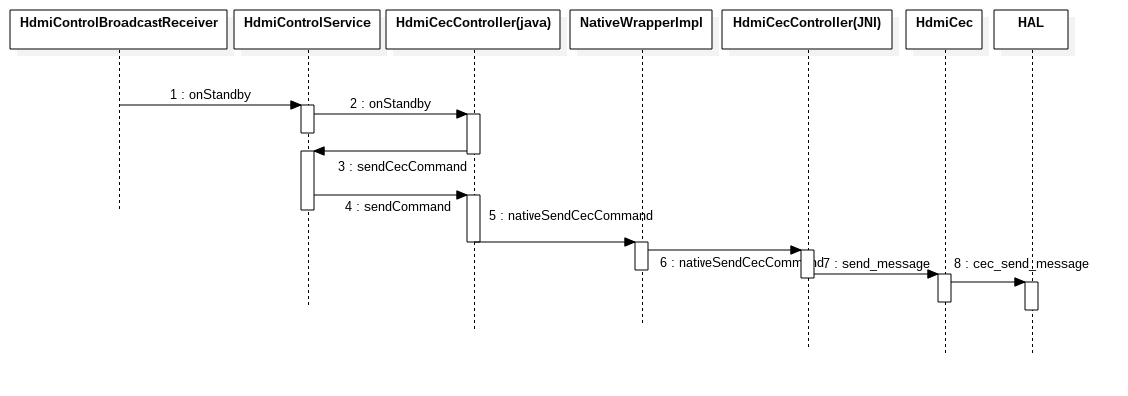 HdmiControlBroadcastReceiver
HdmiControlService
HdmiCecController(java)
NativeWrapperImpl
HdmiCecController(JNI)
HdmiCec
HAL
1 : onStandby
2 : onStandby
3 : sendCecCommand
4 : sendCommand
5 : nativeSendCecCommand
6 : nativeSendCecCommand
7 : send_message
8 : cec_send_message